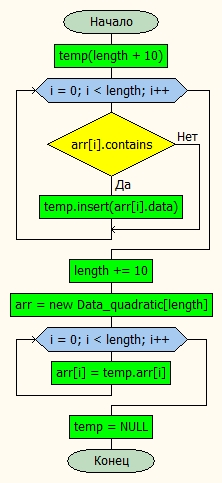 Начало
temp(length + 10)
i = 0; i < length; i++
arr[i].contains
Нет
Да
temp.insert(arr[i].data)
length += 10
arr = new Data_quadratic[length]
i = 0; i < length; i++
arr[i] = temp.arr[i]
temp = NULL
Конец